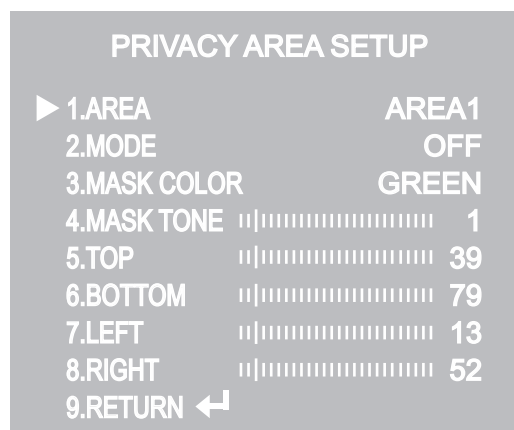 PRIVACY AREA SETUP
1.AREA AREA1
2.MODE OFF
3.MASK COLOR GREEN
4.MASK TONE 1
5.TOP 39
6.BOTTOM 79
7.LEFT 13
8.RIGHT 52
9.RETURN